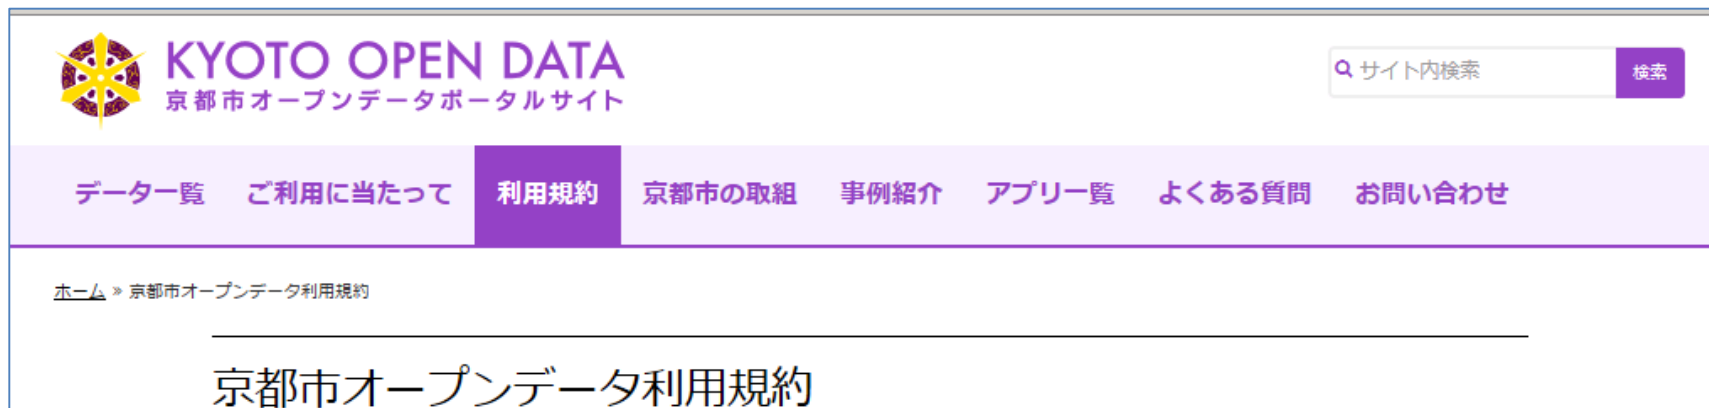 KYOTO OPEN DATA
京都市オープンデータポータルサイト
サイト内検索 検索
データ一覧 ご利用に当たって 利用規約 京都市の取組 事例紹介 アプリ一覧 よくある質問 お問い合わせ
ホーム » 京都市オープンデータ利用規約
京都市オープンデータ利用規約